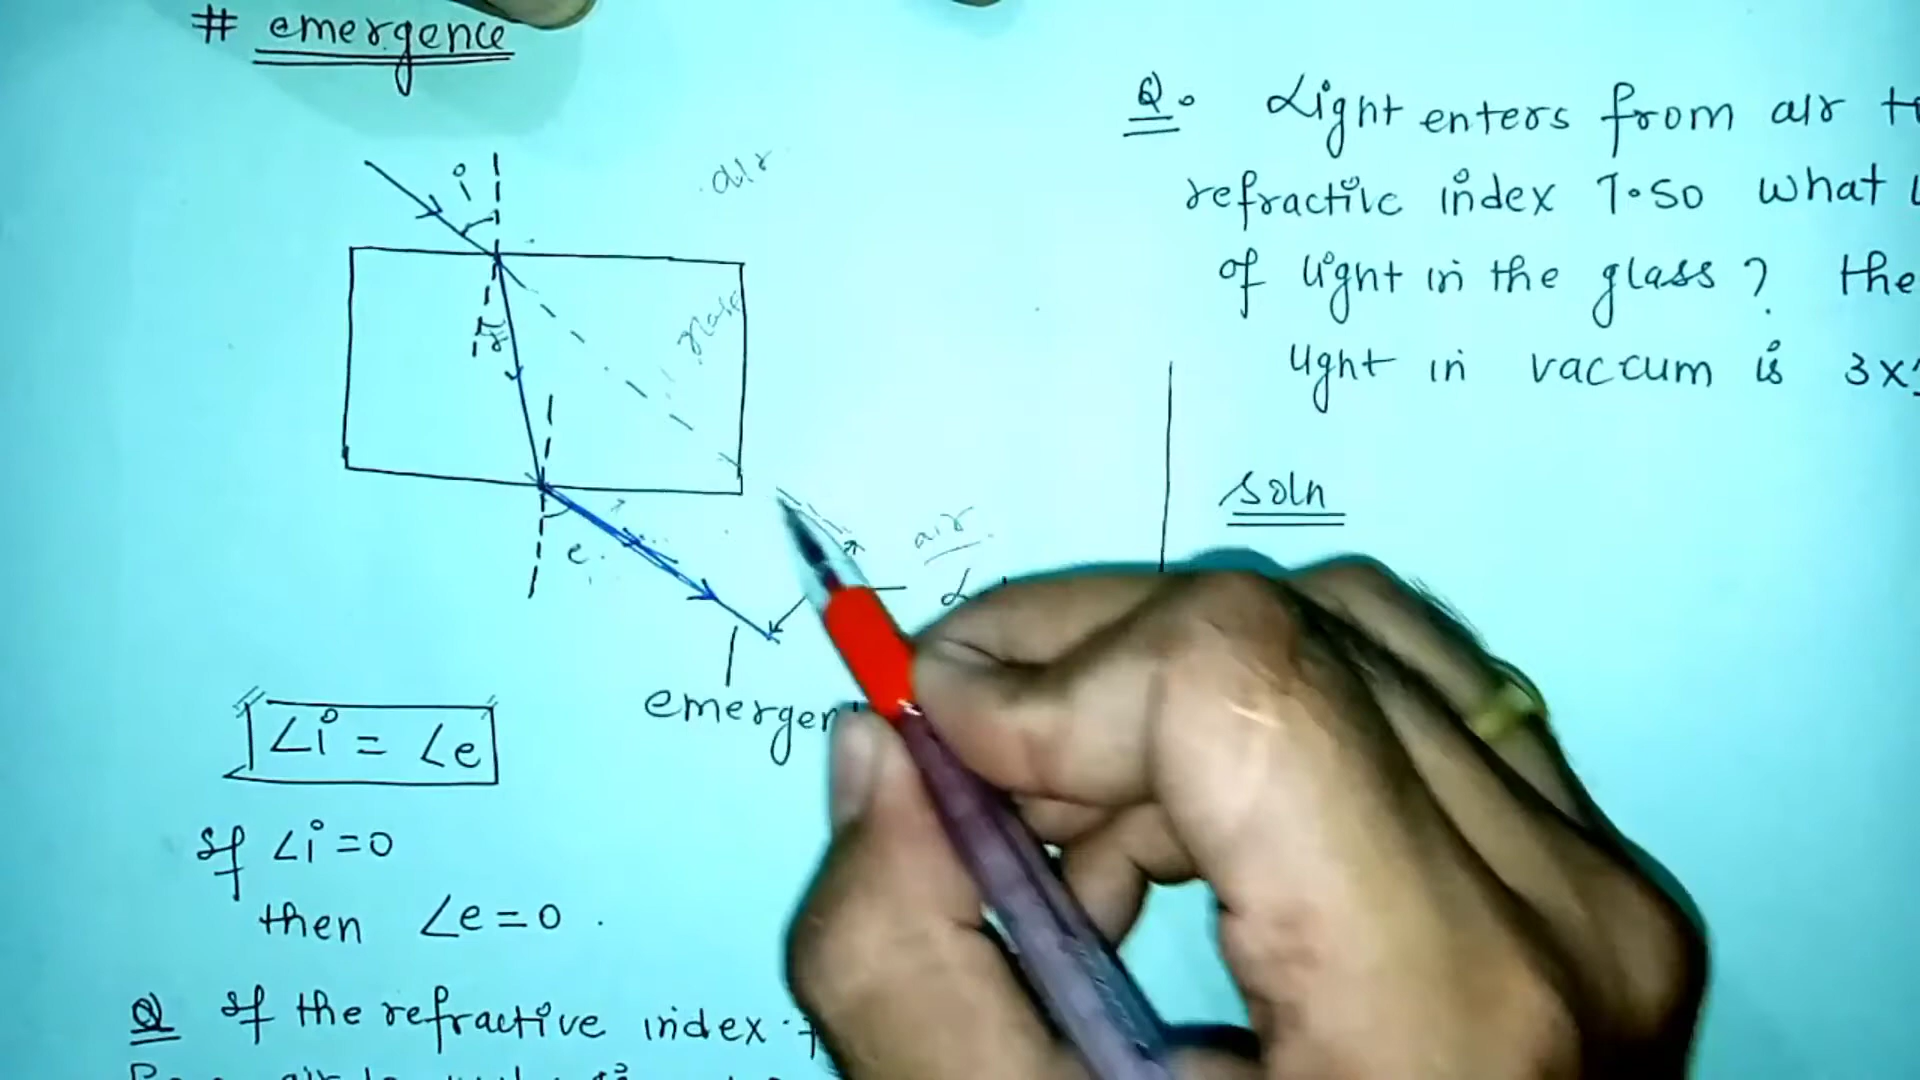 # emergence
i
air
r
glass
e
air
emergen
∠i = ∠e
If ∠i = 0
then ∠e = 0 .
Q If the refractive index
Q. Light enters from air t
refractive index 1.50 what
of light in the glass ? the
light in vaccum is 3x
soln